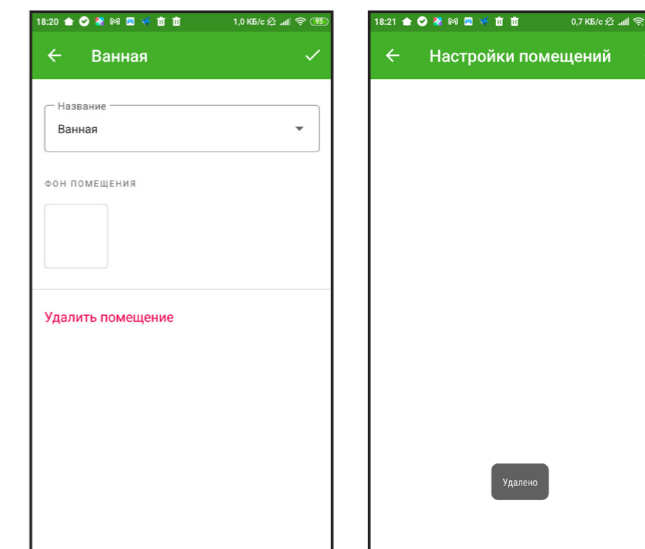 18:20
1,0 КБ/с
93
Ванная
Название
Ванная
ФОН ПОМЕЩЕНИЯ
Удалить помещение
18:21
0,7 КБ/с
Настройки помещений
Удалено